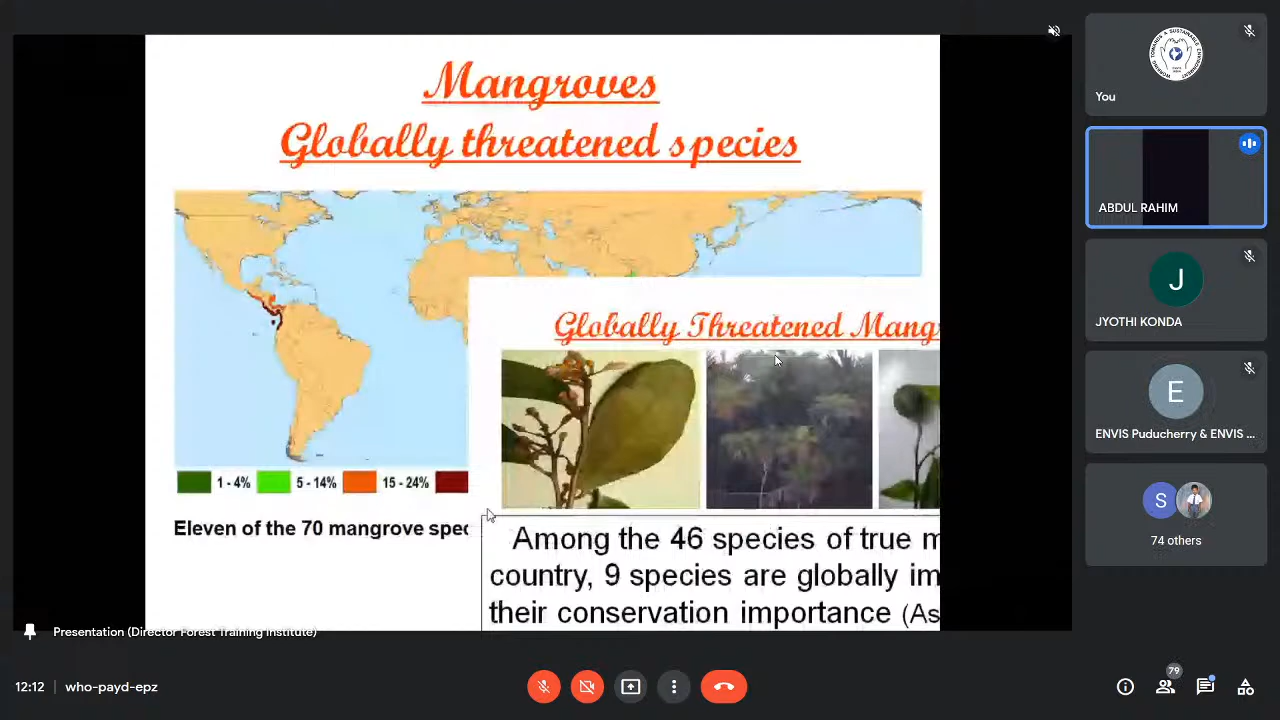 Mangroves
Globally threatened species
1 - 4%
5 - 14%
15 - 24%
Eleven of the 70 mangrove spec
Globally Threatened Mang
Among the 46 species of true m
country, 9 species are globally im
their conservation importance (As
Presentation (Director Forest Training Institute)
12:12
who-payd-epz
79
You
ABDUL RAHIM
J
JYOTHI KONDA
E
ENVIS Puducherry & ENVIS ...
S
74 others